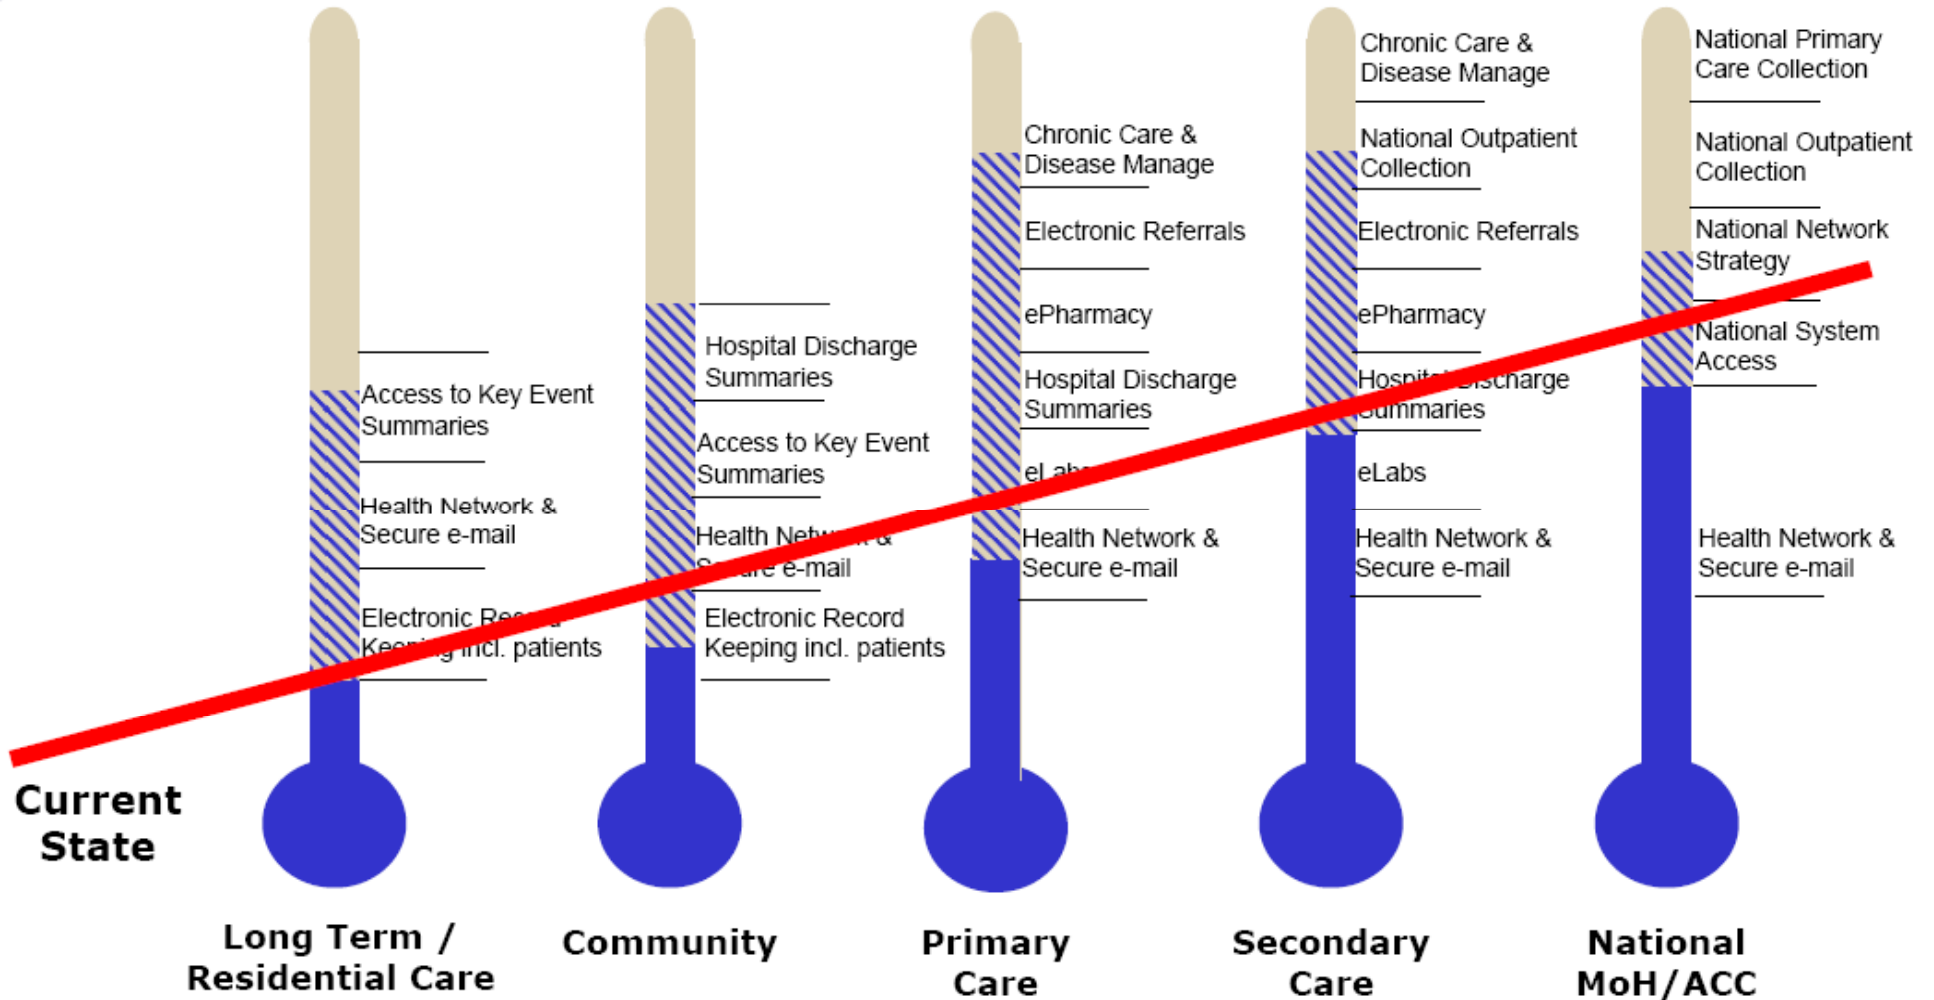 Access to Key Event
Summaries
Health Network &
Secure e-mail
Electronic Record
Keeping incl. patients
Hospital Discharge
Summaries
Access to Key Event
Summaries
Health Network &
Secure e-mail
Electronic Record
Keeping incl. patients
Chronic Care &
Disease Manage
Electronic Referrals
ePharmacy
Hospital Discharge
Summaries
eLabs
Health Network &
Secure e-mail
Chronic Care &
Disease Manage
National Outpatient
Collection
Electronic Referrals
ePharmacy
Hospital Discharge
Summaries
eLabs
Health Network &
Secure e-mail
National Primary
Care Collection
National Outpatient
Collection
National Network
Strategy
National System
Access
Health Network &
Secure e-mail
Current
State
Long Term /
Residential Care
Community
Primary
Care
Secondary
Care
National
MoH/ACC